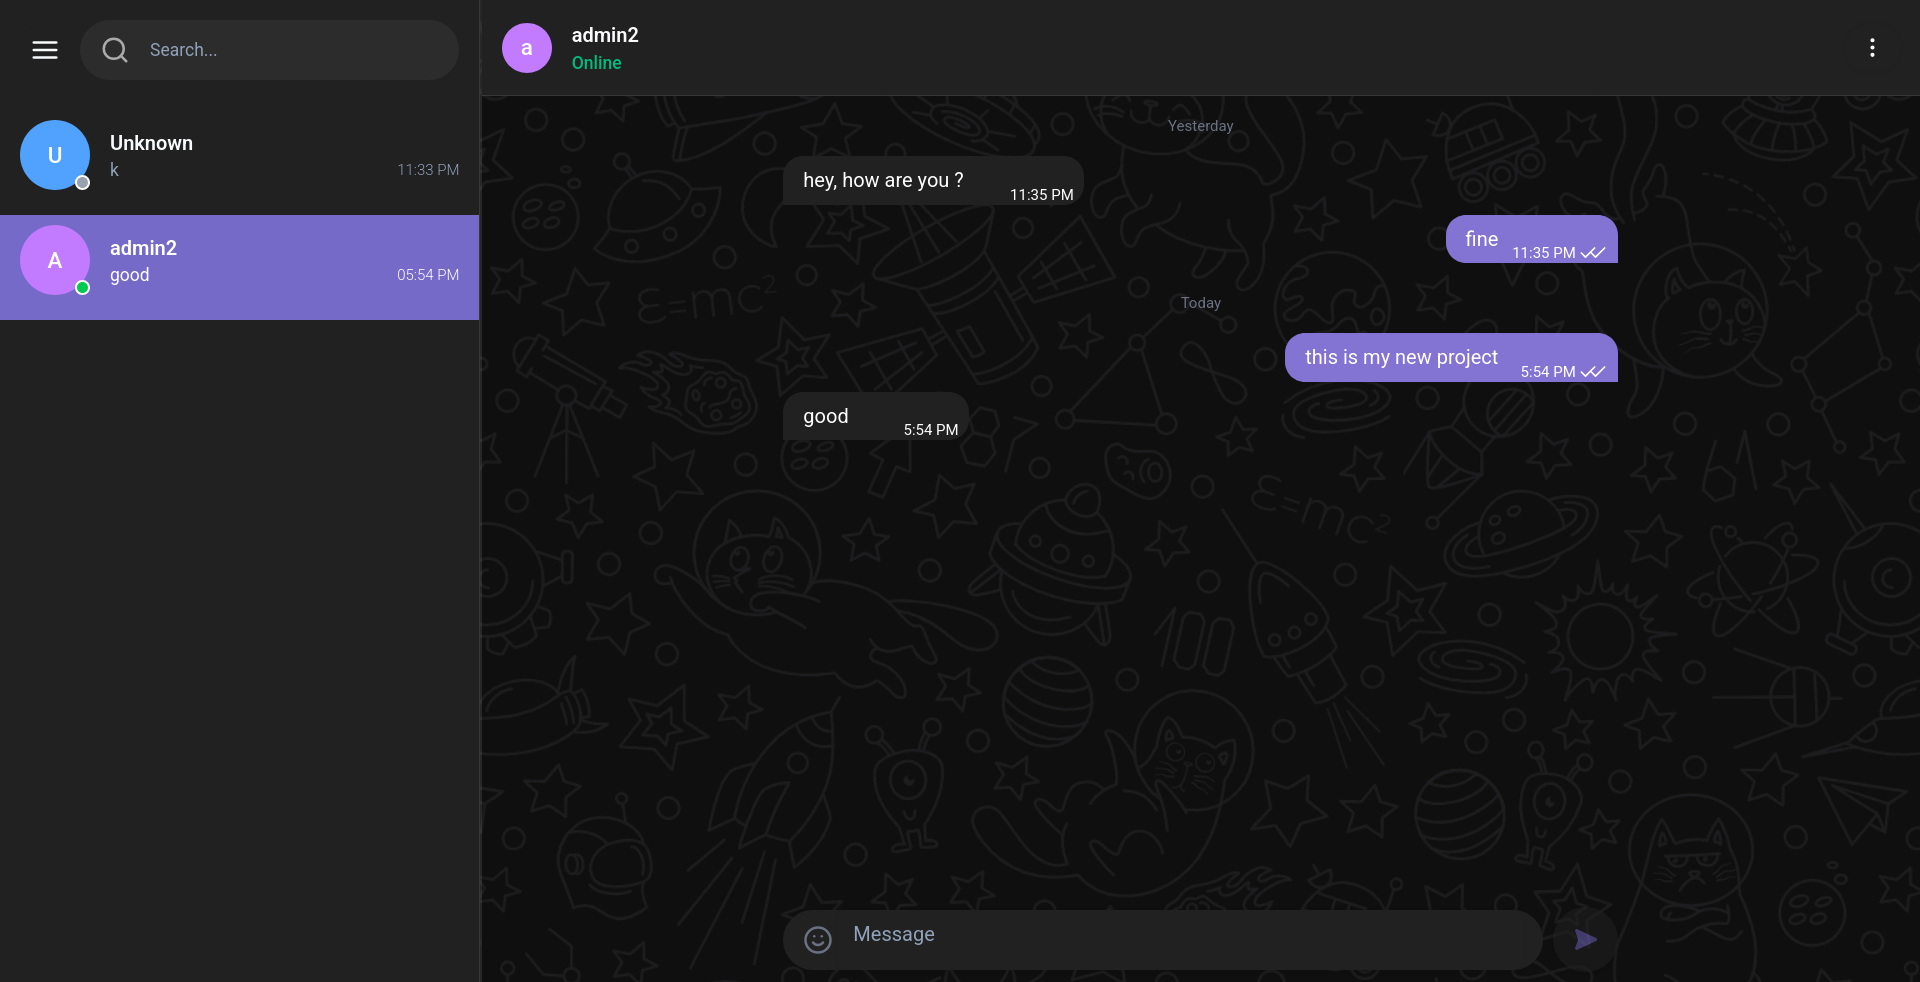 Search...
U
Unknown
k
11:33 PM
A
admin2
good
05:54 PM
a
admin2
Online
Yesterday
hey, how are you ?
11:35 PM
fine
11:35 PM
Today
this is my new project
5:54 PM
good
5:54 PM
E=mc²
E=mc²
Message